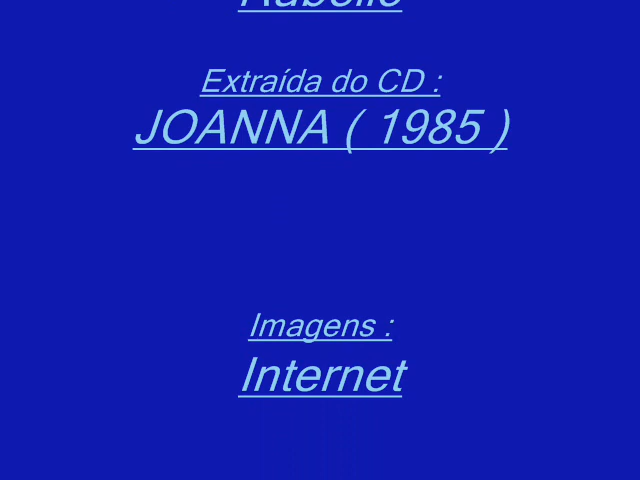 Extraída do CD :
JOANNA ( 1985 )
Imagens :
Internet